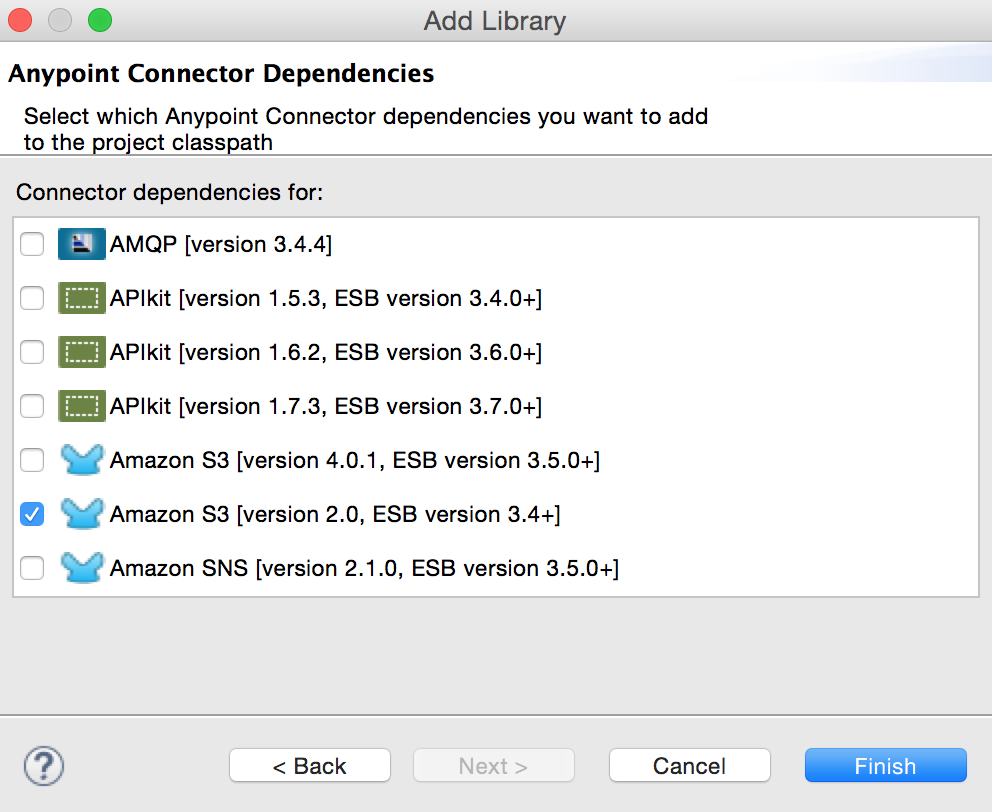 Add Library
Anypoint Connector Dependencies
Select which Anypoint Connector dependencies you want to add
to the project classpath
Connector dependencies for:
AMQP [version 3.4.4]
APIkit [version 1.5.3, ESB version 3.4.0+]
APIkit [version 1.6.2, ESB version 3.6.0+]
APIkit [version 1.7.3, ESB version 3.7.0+]
Amazon S3 [version 4.0.1, ESB version 3.5.0+]
Amazon S3 [version 2.0, ESB version 3.4+]
Amazon SNS [version 2.1.0, ESB version 3.5.0+]
? < Back Next > Cancel Finish